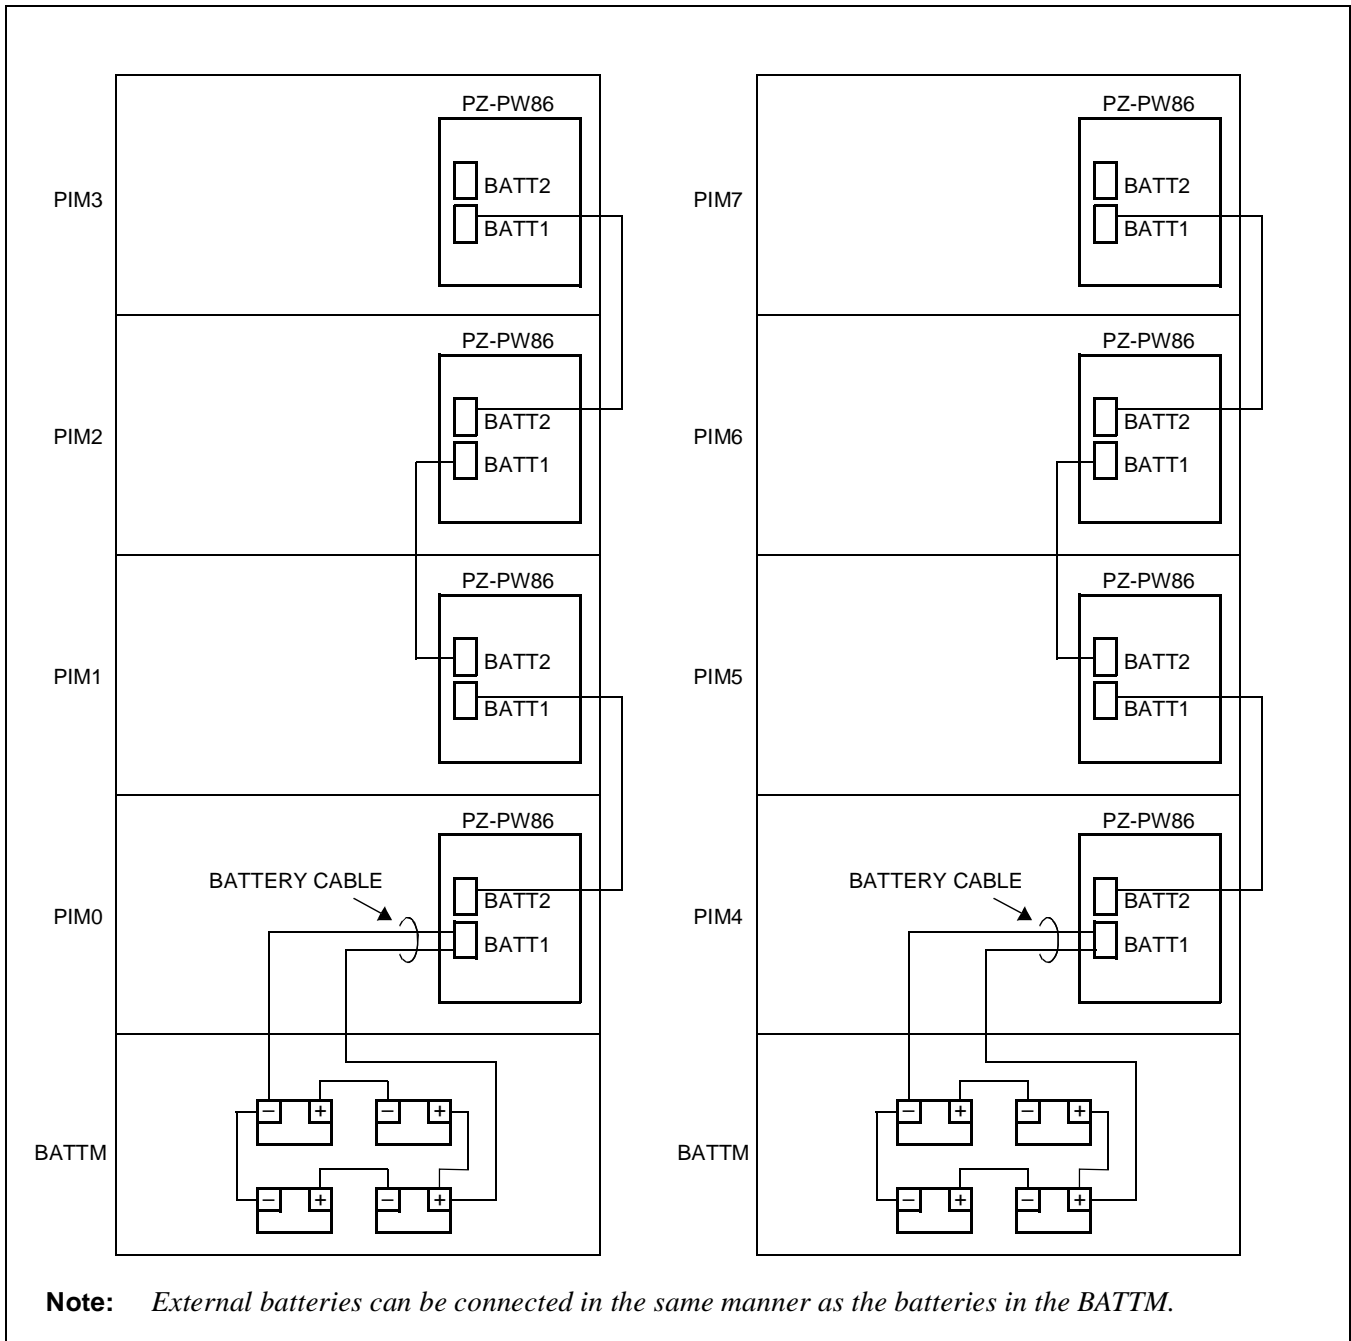 PZ-PW86
BATT2
BATT1
PIM3
PZ-PW86
BATT2
BATT1
PIM2
PZ-PW86
BATT2
BATT1
PIM1
PZ-PW86
BATTERY CABLE
BATT2
BATT1
PIM0
− + − +
BATTM
− + − +
PZ-PW86
BATT2
BATT1
PIM7
PZ-PW86
BATT2
BATT1
PIM6
PZ-PW86
BATT2
BATT1
PIM5
PZ-PW86
BATTERY CABLE
BATT2
BATT1
PIM4
− + − +
BATTM
− + − +
Note: External batteries can be connected in the same manner as the batteries in the BATTM.